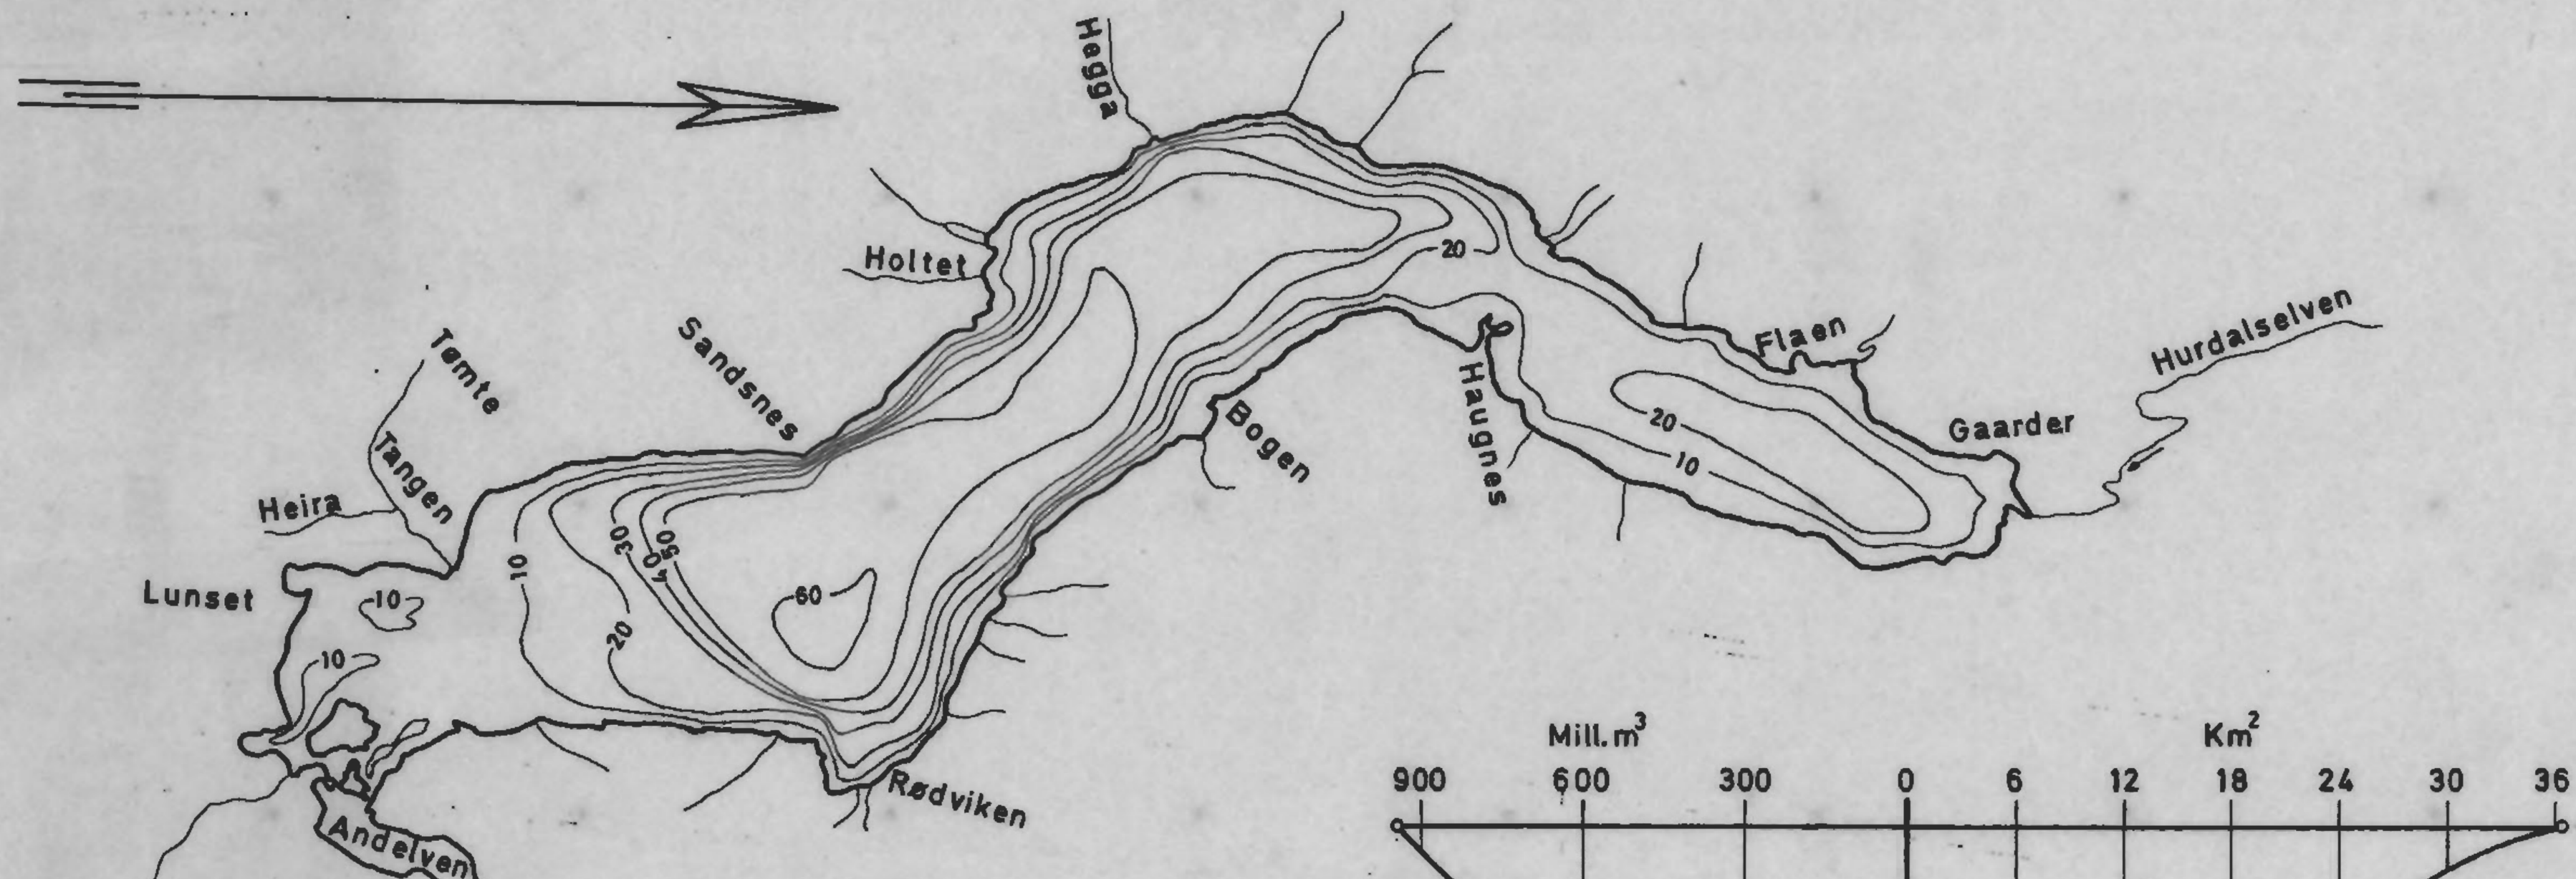 Hegga
Holtet
20
Sandsnes
Tømte
Tangen
Heira
Lunset
10
10
10
20
30
40
50
60
Bogen
Haugnes
20
10
Flaen
Gaarder
Hurdalselven
Rødviken
Andelven
Mill.m³
Km²
900 600 300 0 6 12 18 24 30 36